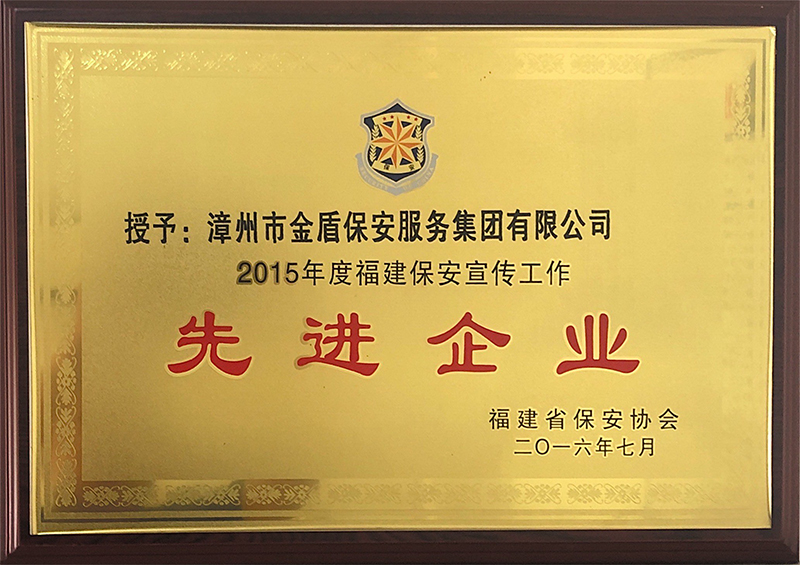 保安
授予：漳州市金盾保安服务集团有限公司
2015年度福建保安宣传工作
先进企业
福建省保安协会
二〇一六年七月